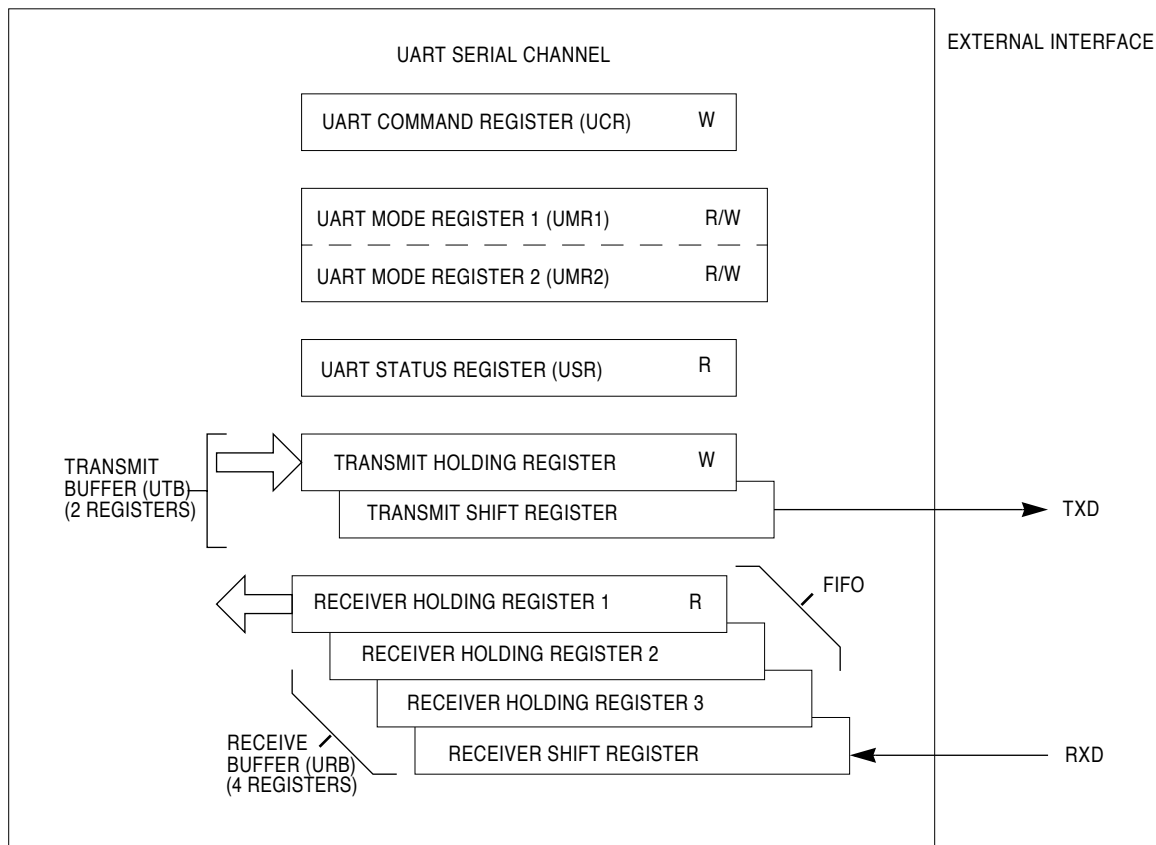 EXTERNAL INTERFACE
UART SERIAL CHANNEL
UART COMMAND REGISTER (UCR) W
UART MODE REGISTER 1 (UMR1) R/W
UART MODE REGISTER 2 (UMR2) R/W
UART STATUS REGISTER (USR) R
TRANSMIT
BUFFER (UTB)
(2 REGISTERS)
TRANSMIT HOLDING REGISTER W
TRANSMIT SHIFT REGISTER
TXD
FIFO
RECEIVER HOLDING REGISTER 1 R
RECEIVER HOLDING REGISTER 2
RECEIVER HOLDING REGISTER 3
RECEIVER SHIFT REGISTER
RECEIVE
BUFFER (URB)
(4 REGISTERS)
RXD